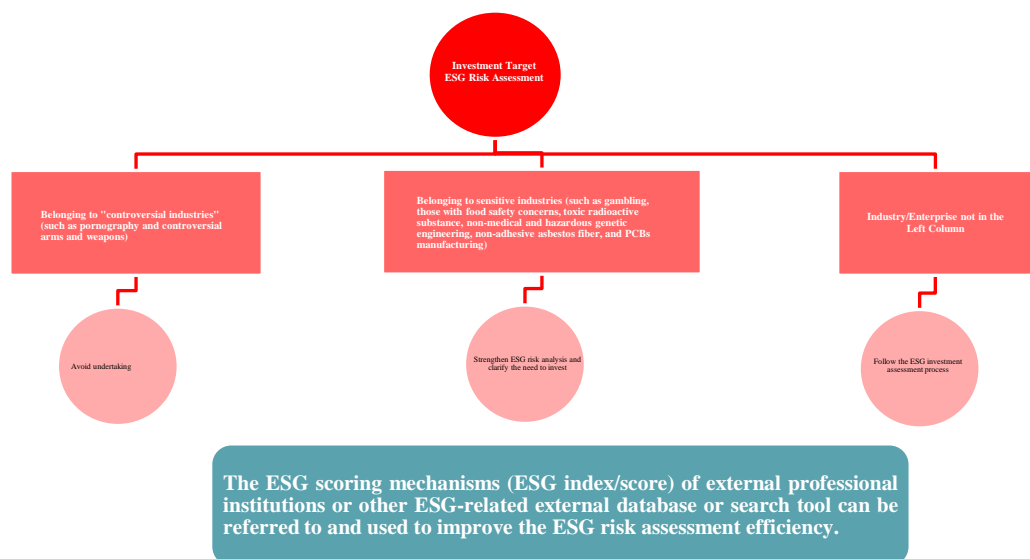 Investment Target
ESG Risk Assessment
Belonging to "controversial industries"
(such as pornography and controversial
arms and weapons)
Belonging to sensitive industries (such as gambling,
those with food safety concerns, toxic radioactive
substance, non-medical and hazardous genetic
engineering, non-adhesive asbestos fiber, and PCBs
manufacturing)
Industry/Enterprise not in the
Left Column
Avoid undertaking
Strengthen ESG risk analysis and
clarify the need to invest
Follow the ESG investment
assessment process
The ESG scoring mechanisms (ESG index/score) of external professional
institutions or other ESG-related external database or search tool can be
referred to and used to improve the ESG risk assessment efficiency.